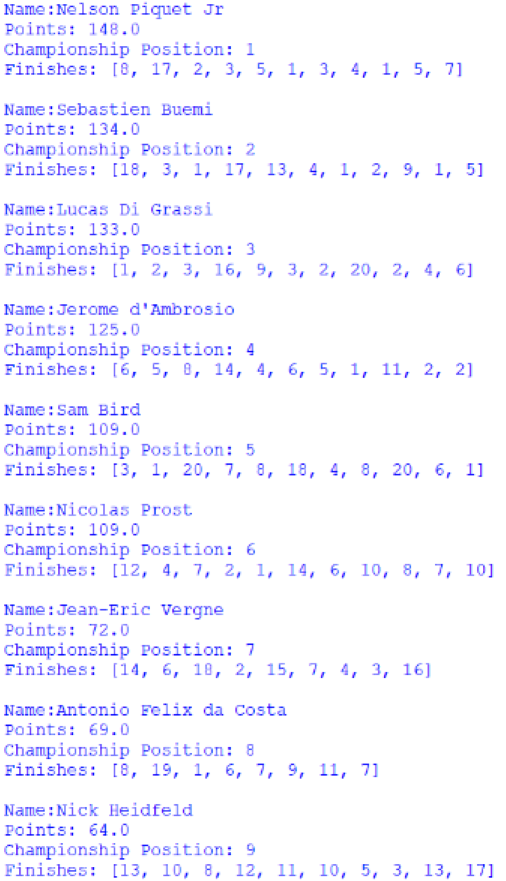 Name:Nelson Piquet Jr
Points: 148.0
Championship Position: 1
Finishes: [8, 17, 2, 3, 5, 1, 3, 4, 1, 5, 7]
Name:Sebastien Buemi
Points: 134.0
Championship Position: 2
Finishes: [18, 3, 1, 17, 13, 4, 1, 2, 9, 1, 5]
Name:Lucas Di Grassi
Points: 133.0
Championship Position: 3
Finishes: [1, 2, 3, 16, 9, 3, 2, 20, 2, 4, 6]
Name:Jerome d'Ambrosio
Points: 125.0
Championship Position: 4
Finishes: [6, 5, 8, 14, 4, 6, 5, 1, 11, 2, 2]
Name:Sam Bird
Points: 109.0
Championship Position: 5
Finishes: [3, 1, 20, 7, 8, 18, 4, 8, 20, 6, 1]
Name:Nicolas Prost
Points: 109.0
Championship Position: 6
Finishes: [12, 4, 7, 2, 1, 14, 6, 10, 8, 7, 10]
Name:Jean-Eric Vergne
Points: 72.0
Championship Position: 7
Finishes: [14, 6, 18, 2, 15, 7, 4, 3, 16]
Name:Antonio Felix da Costa
Points: 69.0
Championship Position: 8
Finishes: [8, 19, 1, 6, 7, 9, 11, 7]
Name:Nick Heidfeld
Points: 64.0
Championship Position: 9
Finishes: [13, 10, 8, 12, 11, 10, 5, 3, 13, 17]